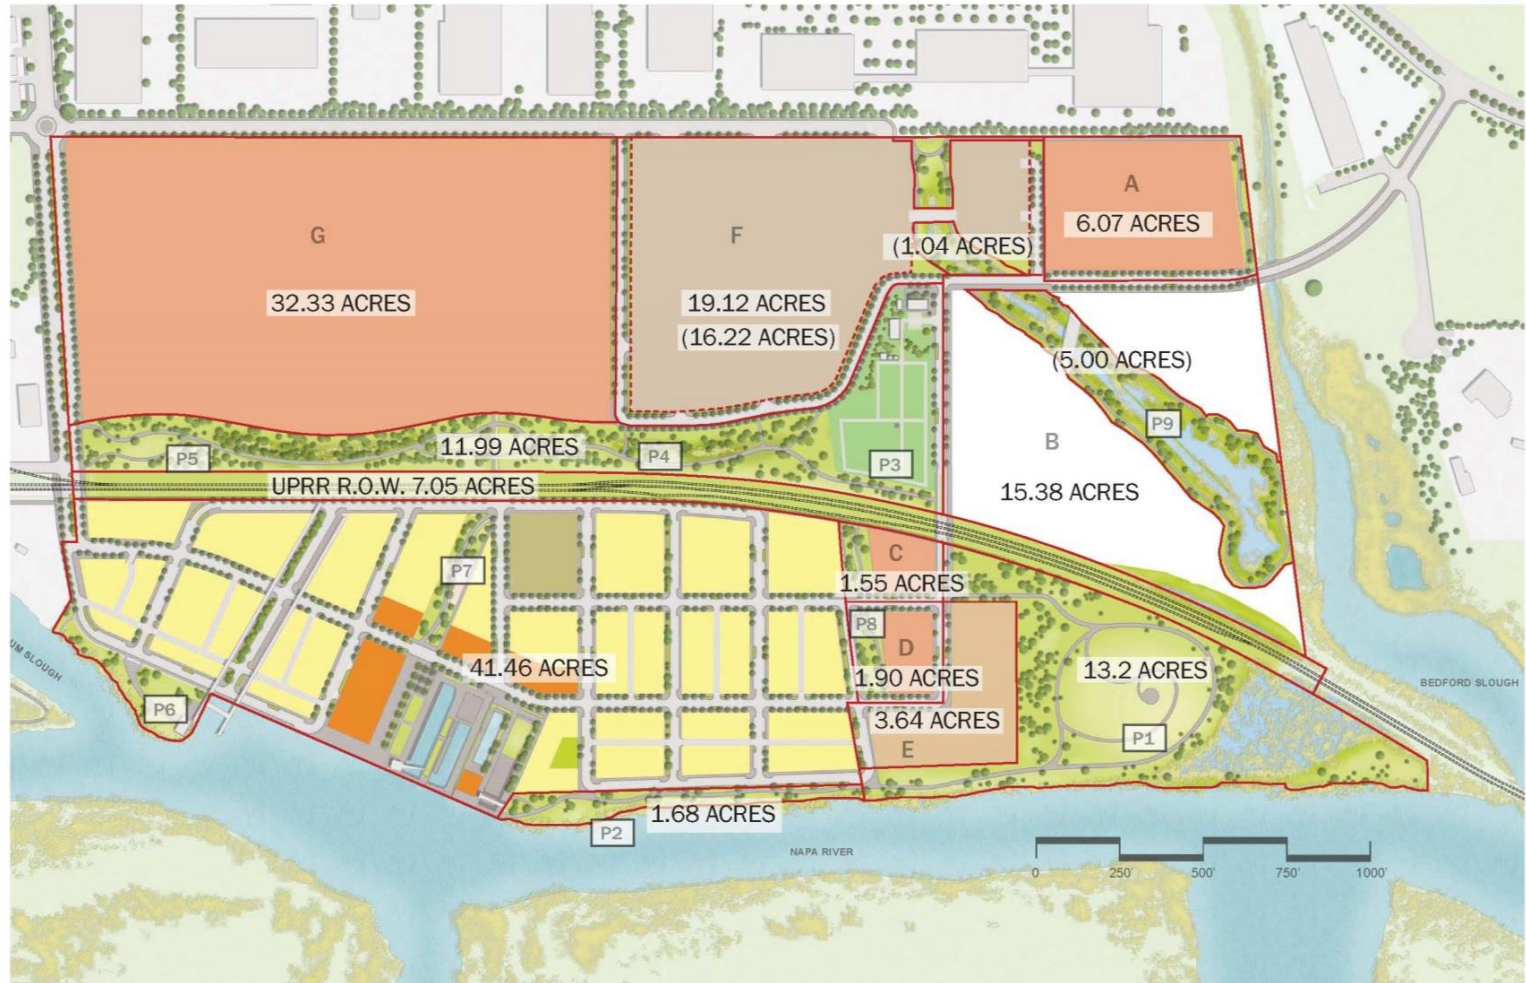 A
6.07 ACRES
G
F
(1.04 ACRES)
32.33 ACRES
19.12 ACRES
(16.22 ACRES)
(5.00 ACRES)
P9
B
11.99 ACRES
P5
P4
P3
UPRR R.O.W. 7.05 ACRES
15.38 ACRES
C
P7
1.55 ACRES
P8
D
UM SLOUGH
41.46 ACRES
1.90 ACRES
13.2 ACRES
BEDFORD SLOUGH
P6
3.64 ACRES
E
P1
1.68 ACRES
P2
NAPA RIVER
0 250' 500' 750' 1000'